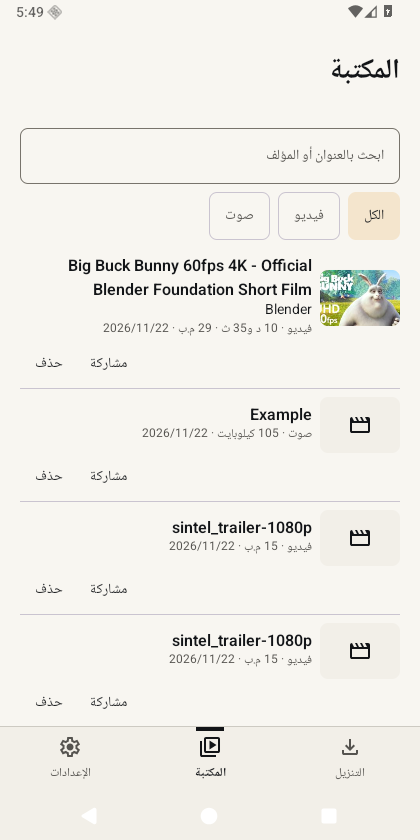 5:49
المكتبة
ابحث بالعنوان أو المؤلف
الكل
فيديو
صوت
Big Buck Bunny 60fps 4K - Official
Blender Foundation Short Film
Blender
فيديو · 10 د و35 ث · 29 م.ب · 2026/11/22
مشاركة
حذف
Example
صوت · 105 كيلوبايت · 2026/11/22
مشاركة
حذف
sintel_trailer-1080p
فيديو · 15 م.ب · 2026/11/22
مشاركة
حذف
sintel_trailer-1080p
فيديو · 15 م.ب · 2026/11/22
مشاركة
حذف
التنزيل
المكتبة
الإعدادات